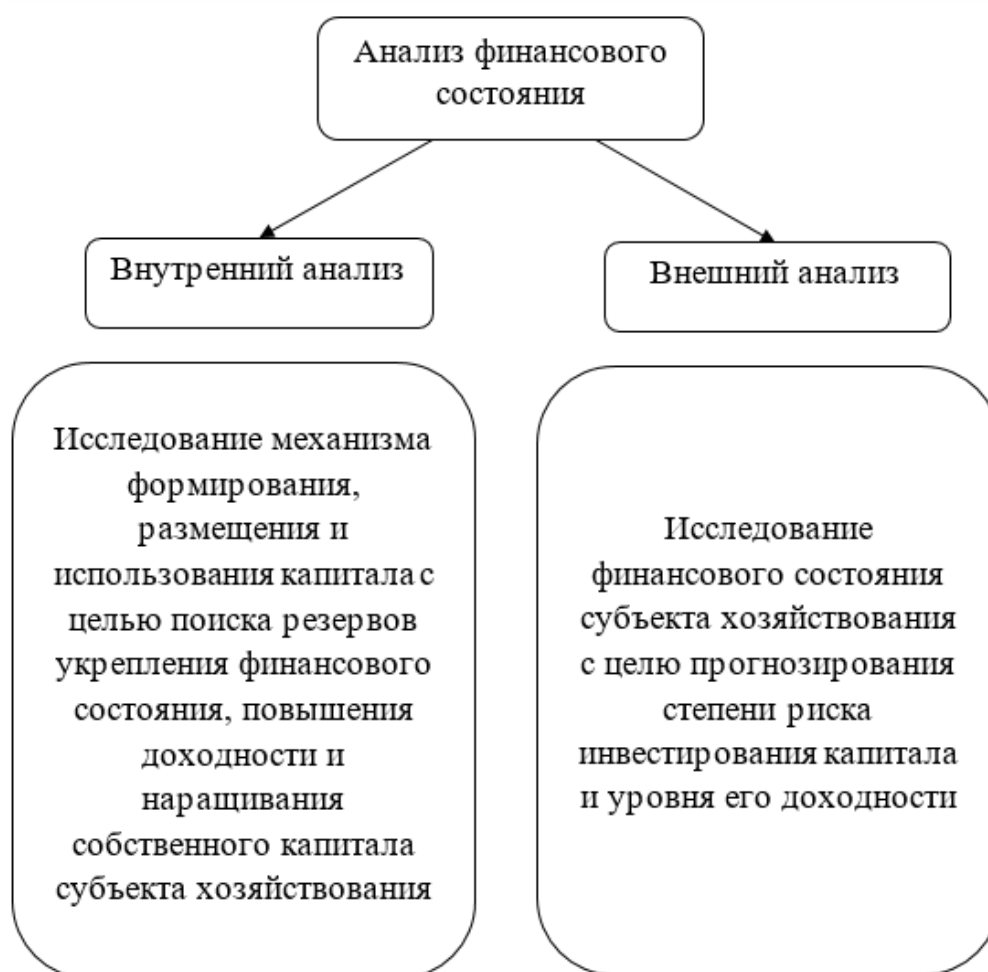 Анализ финансового
состояния
Внутренний анализ
Внешний анализ
Исследование механизма
формирования,
размещения и
использования капитала с
целью поиска резервов
укрепления финансового
состояния, повышения
доходности и
наращивания
собственного капитала
субъекта хозяйствования
Исследование
финансового состояния
субъекта хозяйствования
с целю прогнозирования
степени риска
инвестирования капитала
и уровня его доходности